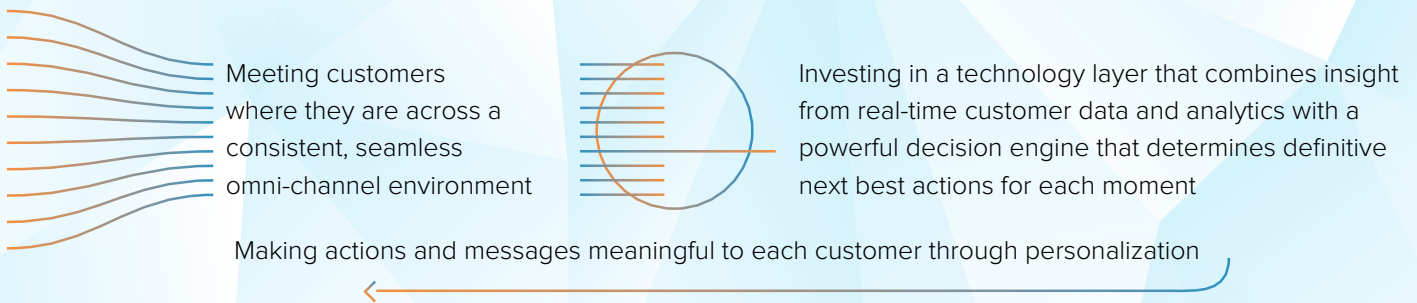 Meeting customers
where they are across a
consistent, seamless
omni-channel environment
Investing in a technology layer that combines insight
from real-time customer data and analytics with a
powerful decision engine that determines definitive
next best actions for each moment
Making actions and messages meaningful to each customer through personalization